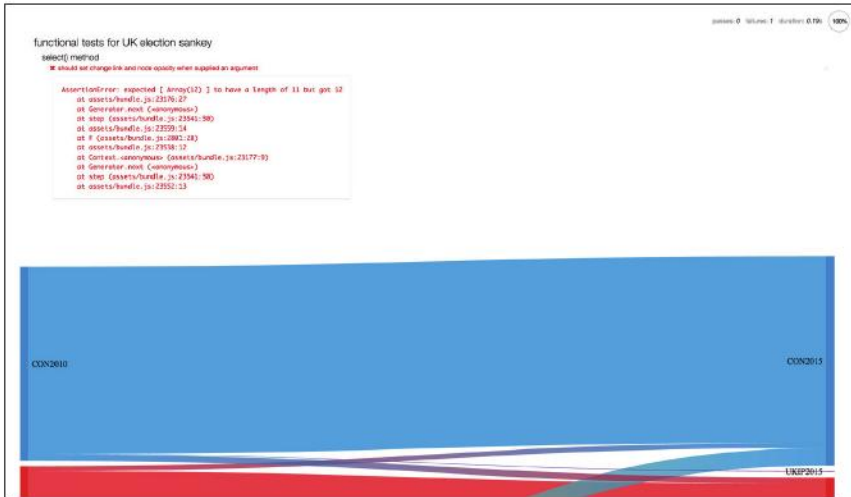 passes: 0 failures: 1 duration: 0.19s 100%
functional tests for UK election sankey
select() method
✖ should set change link and node opacity when supplied an argument
AssertionError: expected [ Array(12) ] to have a length of 11 but got 12
at assets/bundle.js:23176:27
at Generator.next (<anonymous>)
at step (assets/bundle.js:23541:30)
at assets/bundle.js:23559:14
at F (assets/bundle.js:2801:28)
at assets/bundle.js:23538:12
at Context.<anonymous> (assets/bundle.js:23177:9)
at Generator.next (<anonymous>)
at step (assets/bundle.js:23541:30)
at assets/bundle.js:23552:13
CON2010
CON2015
UKIP2015